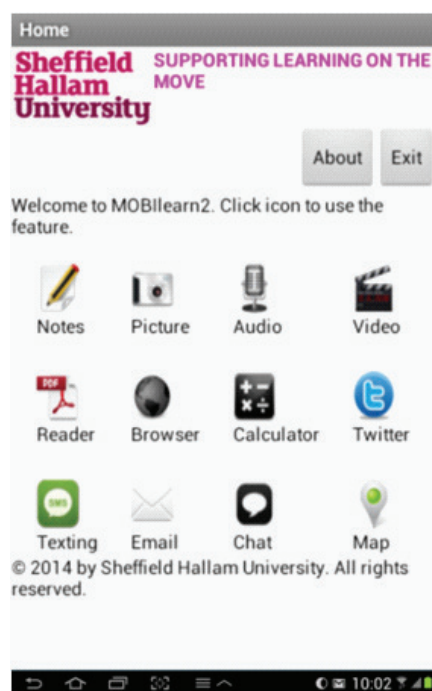 Home
Sheffield
Hallam
University
SUPPORTING LEARNING ON THE
MOVE
About Exit
Welcome to MOBIlearn2. Click icon to use the
feature.
Notes Picture Audio Video
PDF
Reader Browser Calculator Twitter
SMS
Texting Email Chat Map
© 2014 by Sheffield Hallam University. All rights
reserved.
10:02